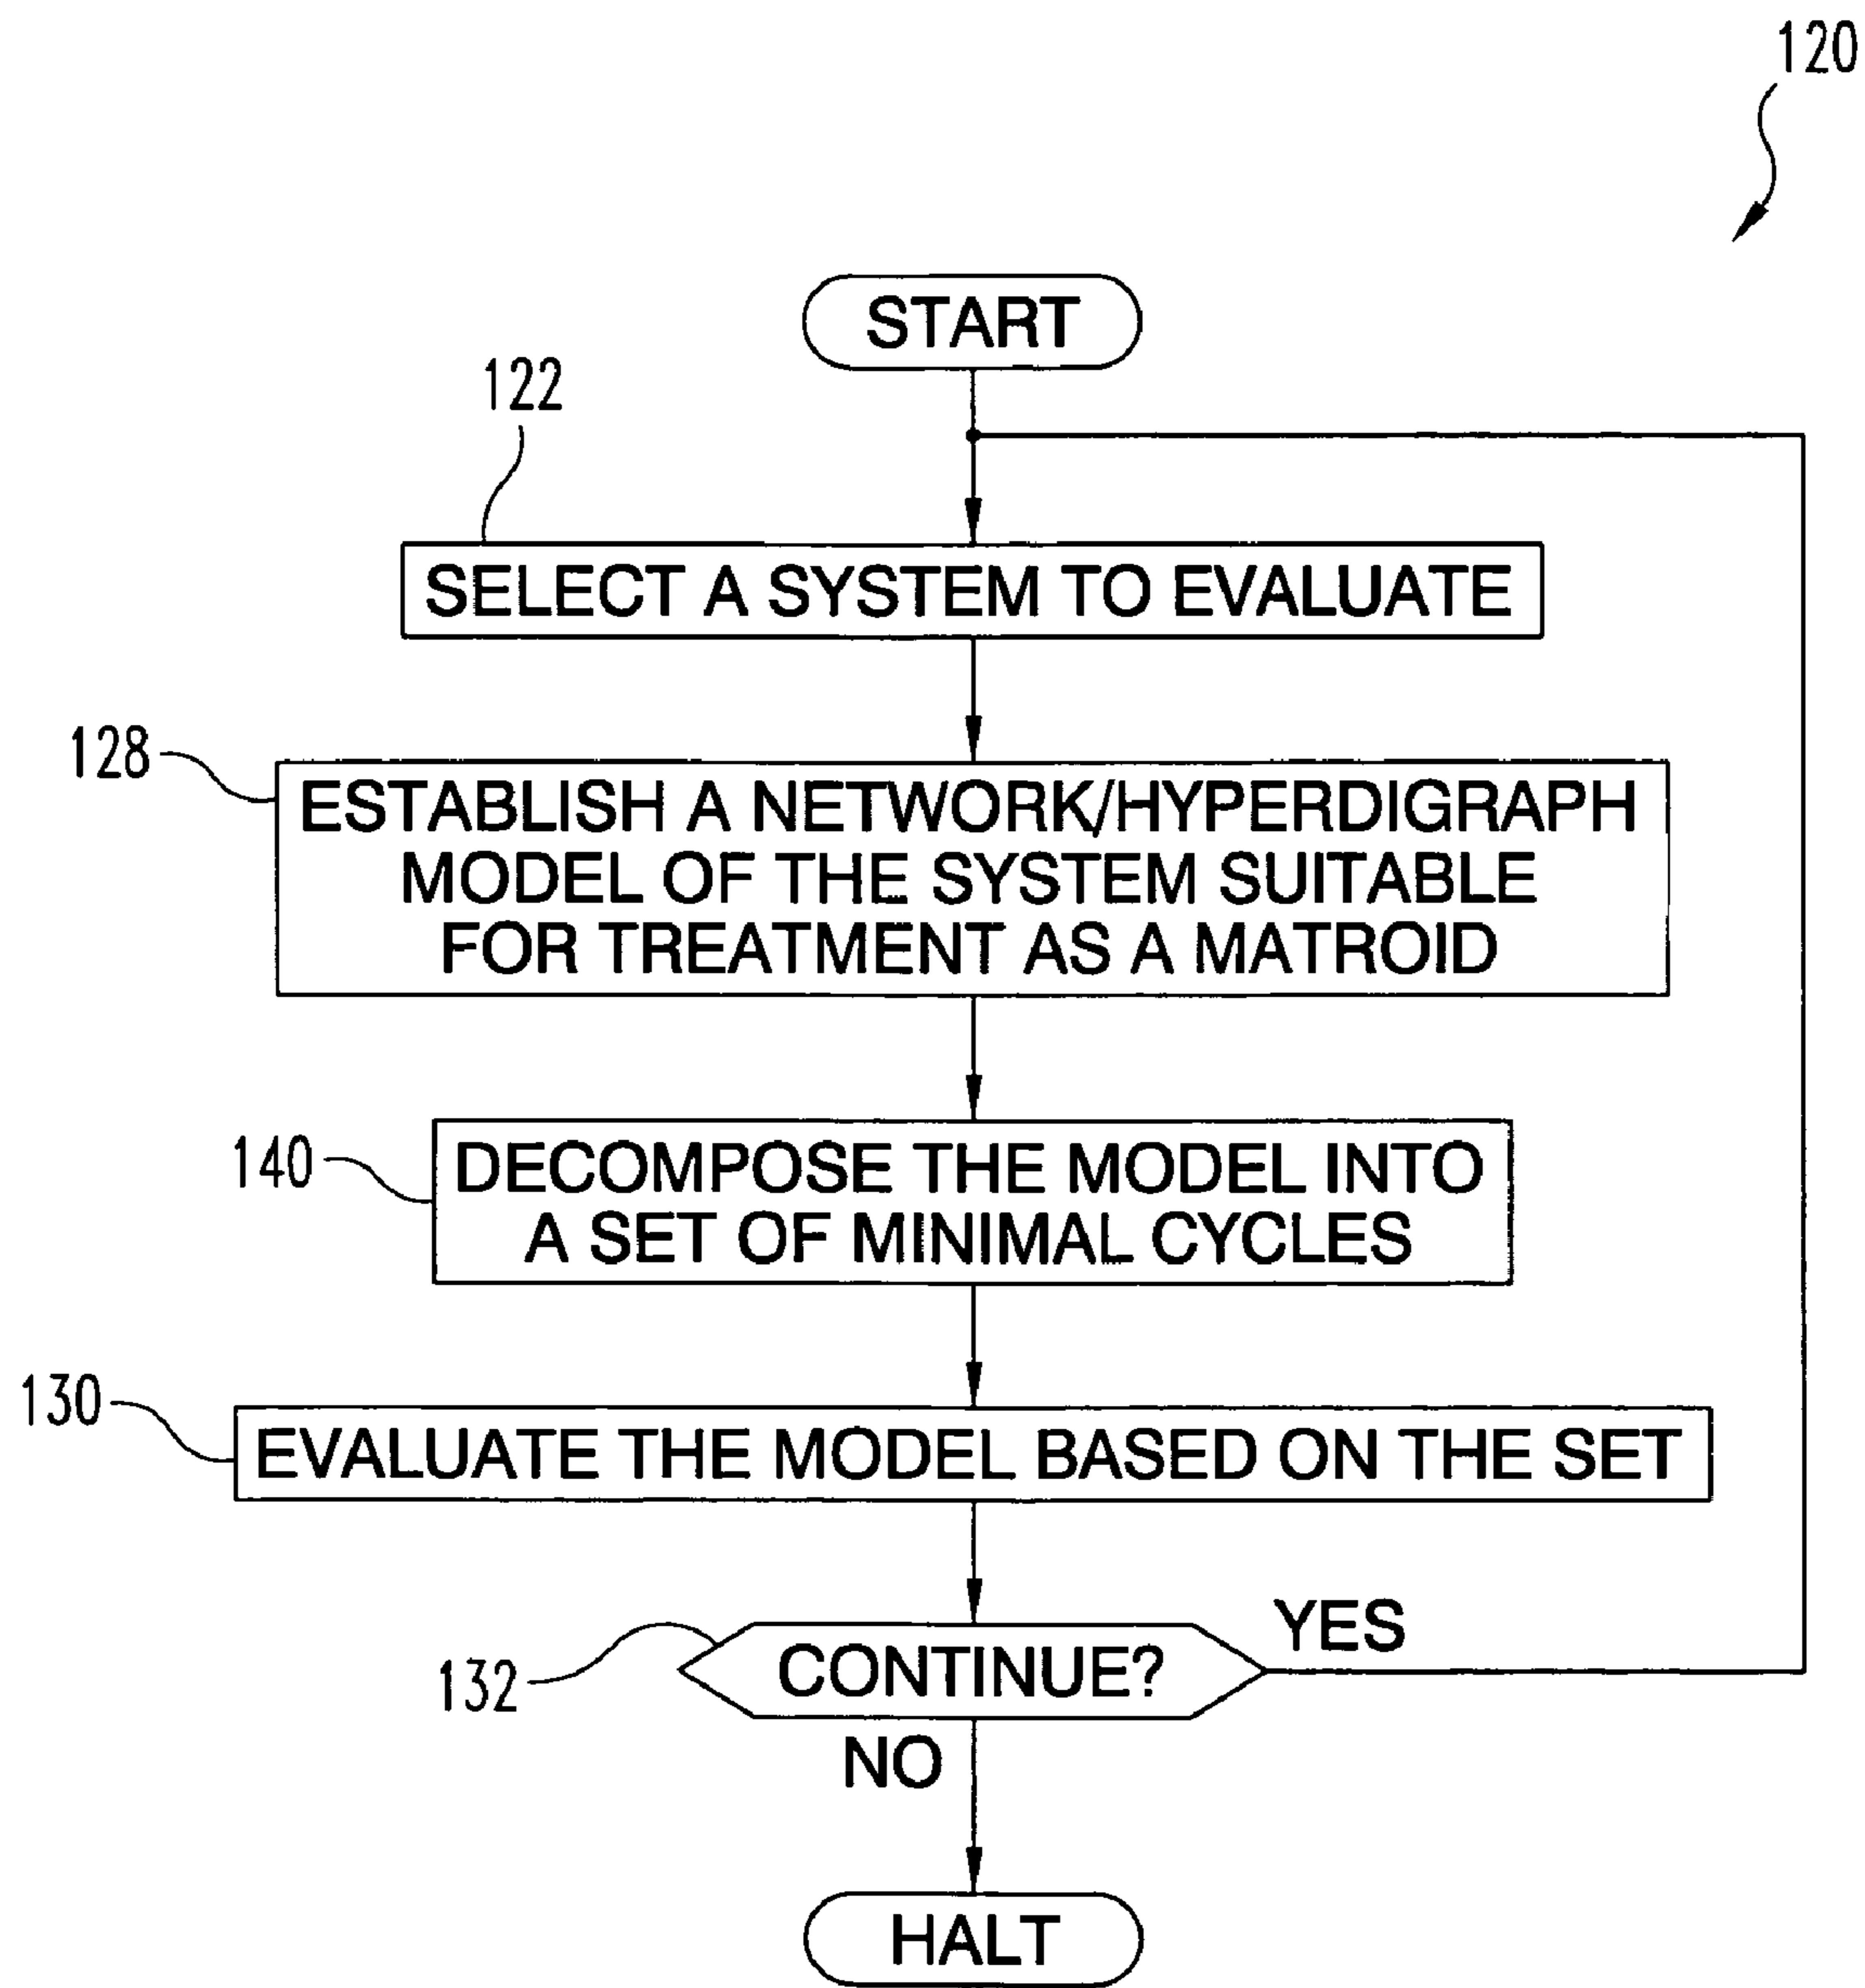 120
START
122
SELECT A SYSTEM TO EVALUATE
128
ESTABLISH A NETWORK/HYPERDIGRAPH
MODEL OF THE SYSTEM SUITABLE
FOR TREATMENT AS A MATROID
140
DECOMPOSE THE MODEL INTO
A SET OF MINIMAL CYCLES
130
EVALUATE THE MODEL BASED ON THE SET
YES
132
CONTINUE?
NO
HALT